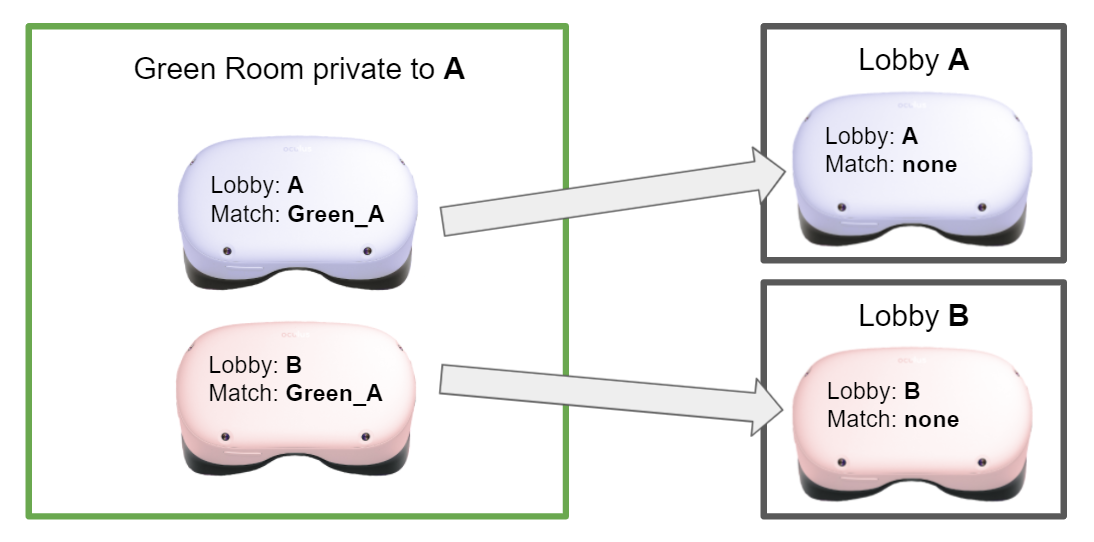 Green Room private to A
Lobby: A
Match: Green_A
Lobby: B
Match: Green_A
Lobby A
Lobby: A
Match: none
Lobby B
Lobby: B
Match: none